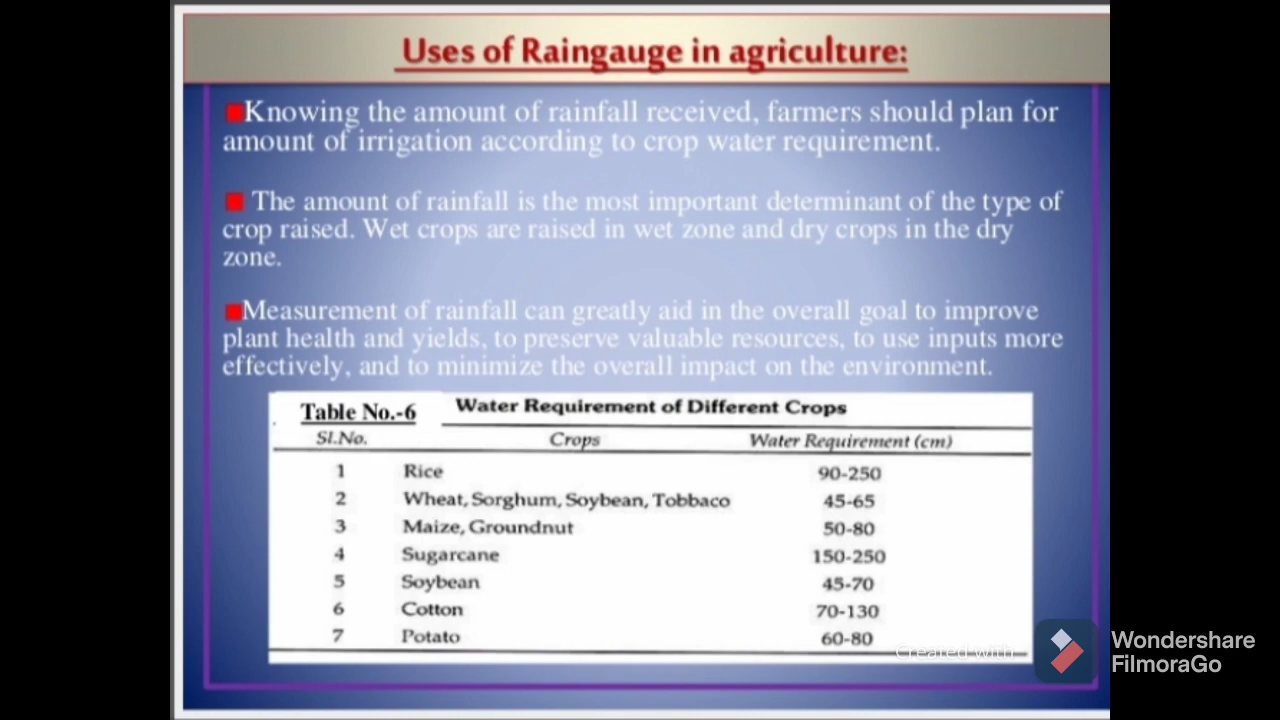 Uses of Raingauge in agriculture:
Knowing the amount of rainfall received, farmers should plan for
amount of irrigation according to crop water requirement.
The amount of rainfall is the most important determinant of the type of
crop raised. Wet crops are raised in wet zone and dry crops in the dry
zone.
Measurement of rainfall can greatly aid in the overall goal to improve
plant health and yields, to preserve valuable resources, to use inputs more
effectively, and to minimize the overall impact on the environment.
Table No.-6 Water Requirement of Different Crops
Sl.No. Crops Water Requirement (cm)
1 Rice 90-250
2 Wheat, Sorghum, Soybean, Tobbaco 45-65
3 Maize, Groundnut 50-80
4 Sugarcane 150-250
5 Soybean 45-70
6 Cotton 70-130
7 Potato 60-80
Created With
Wondershare
FilmoraGo